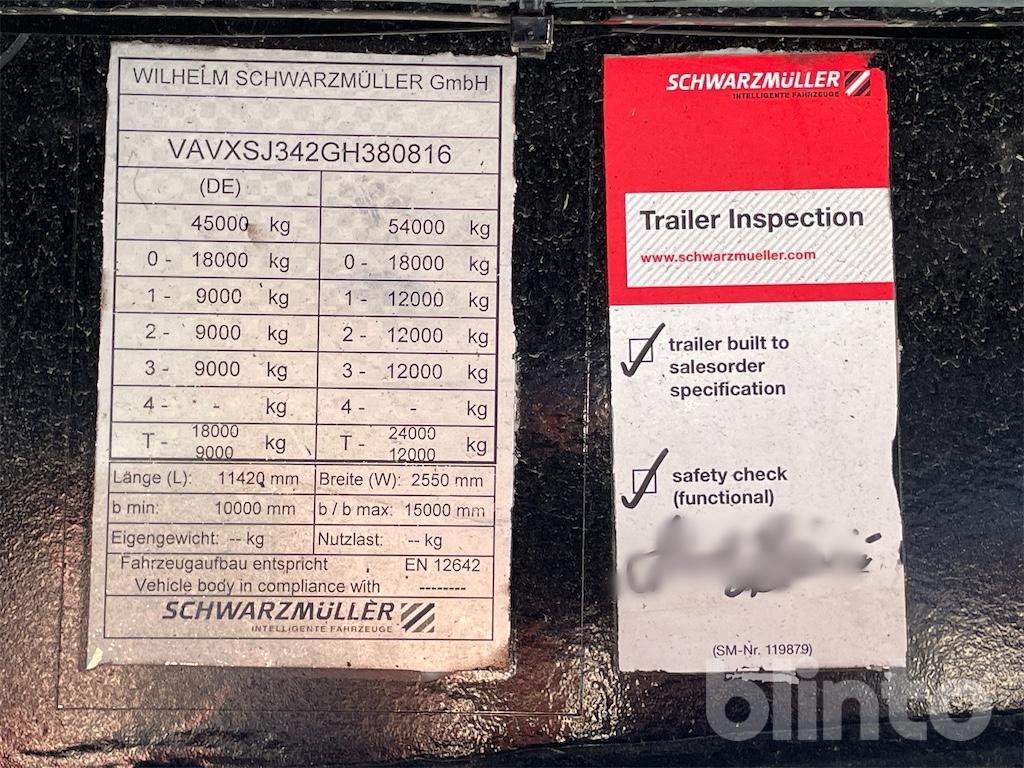 WILHELM SCHWARZMÜLLER GmbH
VAVXSJ342GH380816
(DE)
45000 kg 54000 kg
0 - 18000 kg 0 - 18000 kg
1 - 9000 kg 1 - 12000 kg
2 - 9000 kg 2 - 12000 kg
3 - 9000 kg 3 - 12000 kg
4 - - kg 4 - - kg
T - 18000 9000 kg T - 24000 12000 kg
Länge (L): 11420 mm Breite (W): 2550 mm
b min: 10000 mm b / b max: 15000 mm
Eigengewicht: -- kg Nutzlast: -- kg
Fahrzeugaufbau entspricht EN 12642
Vehicle body in compliance with --------
SCHWARZMÜLLER
INTELLIGENTE FAHRZEUGE
SCHWARZMÜLLER
INTELLIGENTE FAHRZEUGE
Trailer Inspection
www.schwarzmueller.com
trailer built to
salesorder
specification
safety check
(functional)
(SM-Nr. 119879)
blinto